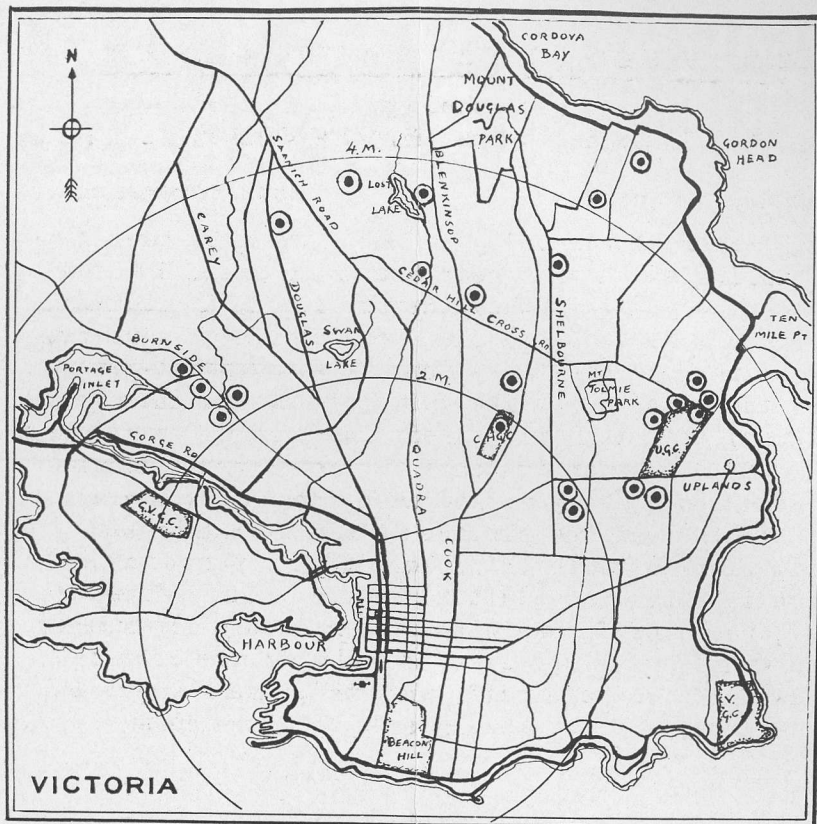 CORDOVA
BAY
N
MOUNT
DOUGLAS
PARK
GORDON
HEAD
SAANICH ROAD
4 M.
BLENKINSOP
LOST
LAKE
CAREY
CEDAR HILL CROSS RD
DOUGLAS
SHELBOURNE
SWAN
LAKE
TEN
MILE PT
BURNSIDE
PORTAGE
INLET
2 M.
MT
TOLMIE
PARK
GORGE RD
C.H.G.C.
U.G.C.
QUADRA
UPLANDS
G.V.G.C.
COOK
HARBOUR
V.
G.C.
BEACON
HILL
VICTORIA